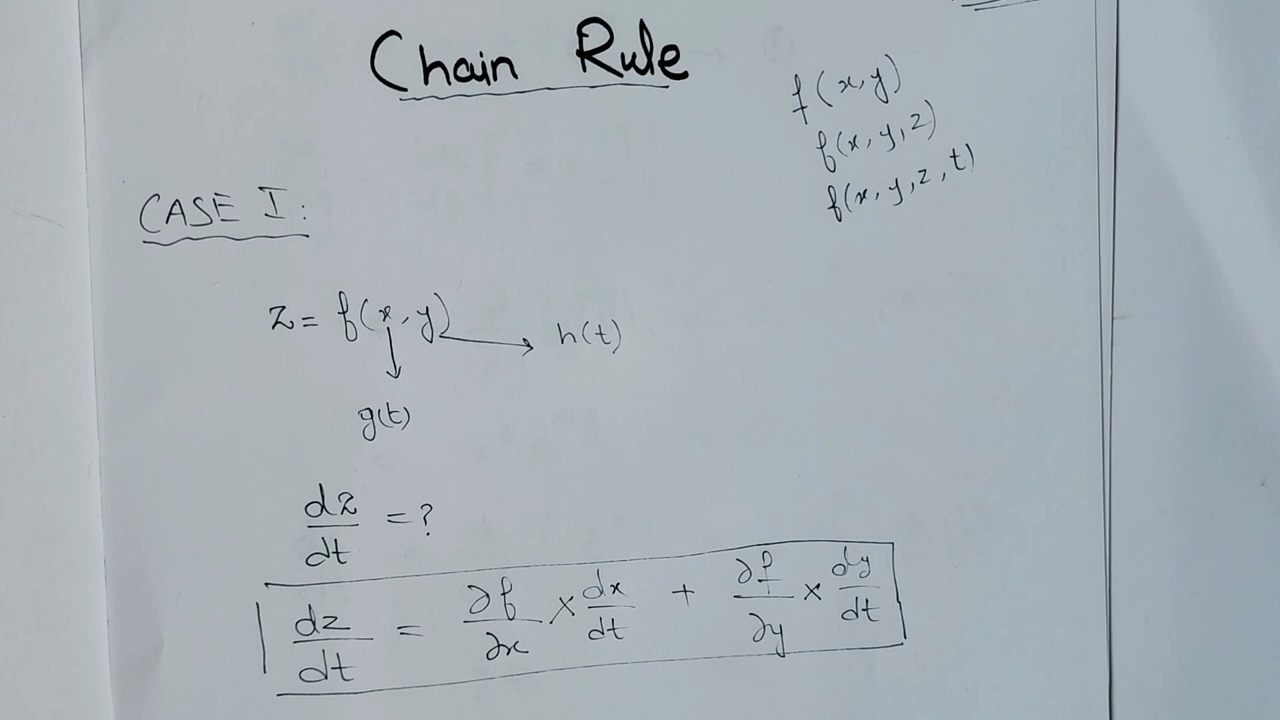 Chain Rule
f(x,y)
f(x,y,z)
f(x,y,z,t)
CASE I:
z = f(x,y) → h(t)
↓
g(t)
dz/dt = ?
dz/dt = ∂f/∂x × dx/dt + ∂f/∂y × dy/dt